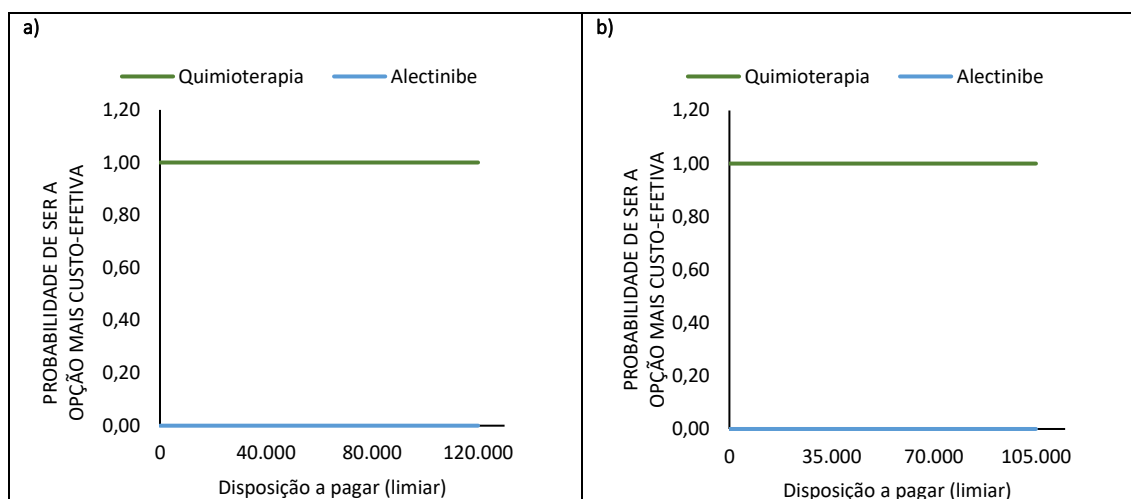 a)
Quimioterapia Alectinibe
PROBABILIDADE DE SER A
OPÇÃO MAIS CUSTO-EFETIVA
1,20
1,00
0,80
0,60
0,40
0,20
0,00
0 40.000 80.000 120.000
Disposição a pagar (limiar)
b)
Quimioterapia Alectinibe
PROBABILIDADE DE SER A
OPÇÃO MAIS CUSTO-EFETIVA
1,20
1,00
0,80
0,60
0,40
0,20
0,00
0 35.000 70.000 105.000
Disposição a pagar (limiar)